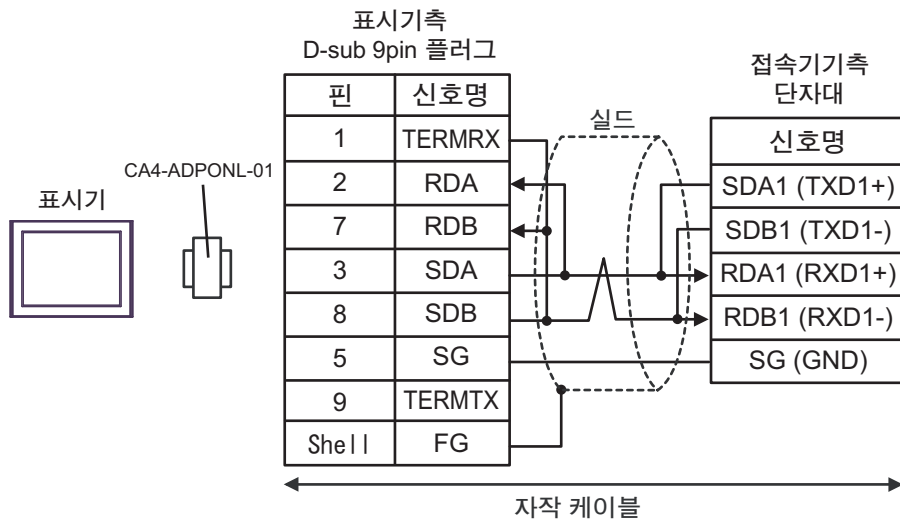 표시기측
D-sub 9pin 플러그
접속기기측
단자대
표시기
CA4-ADPONL-01
실드
핀 신호명
1 TERMRX
2 RDA
7 RDB
3 SDA
8 SDB
5 SG
9 TERMTX
Shell FG
신호명
SDA1 (TXD1+)
SDB1 (TXD1-)
RDA1 (RXD1+)
RDB1 (RXD1-)
SG (GND)
자작 케이블